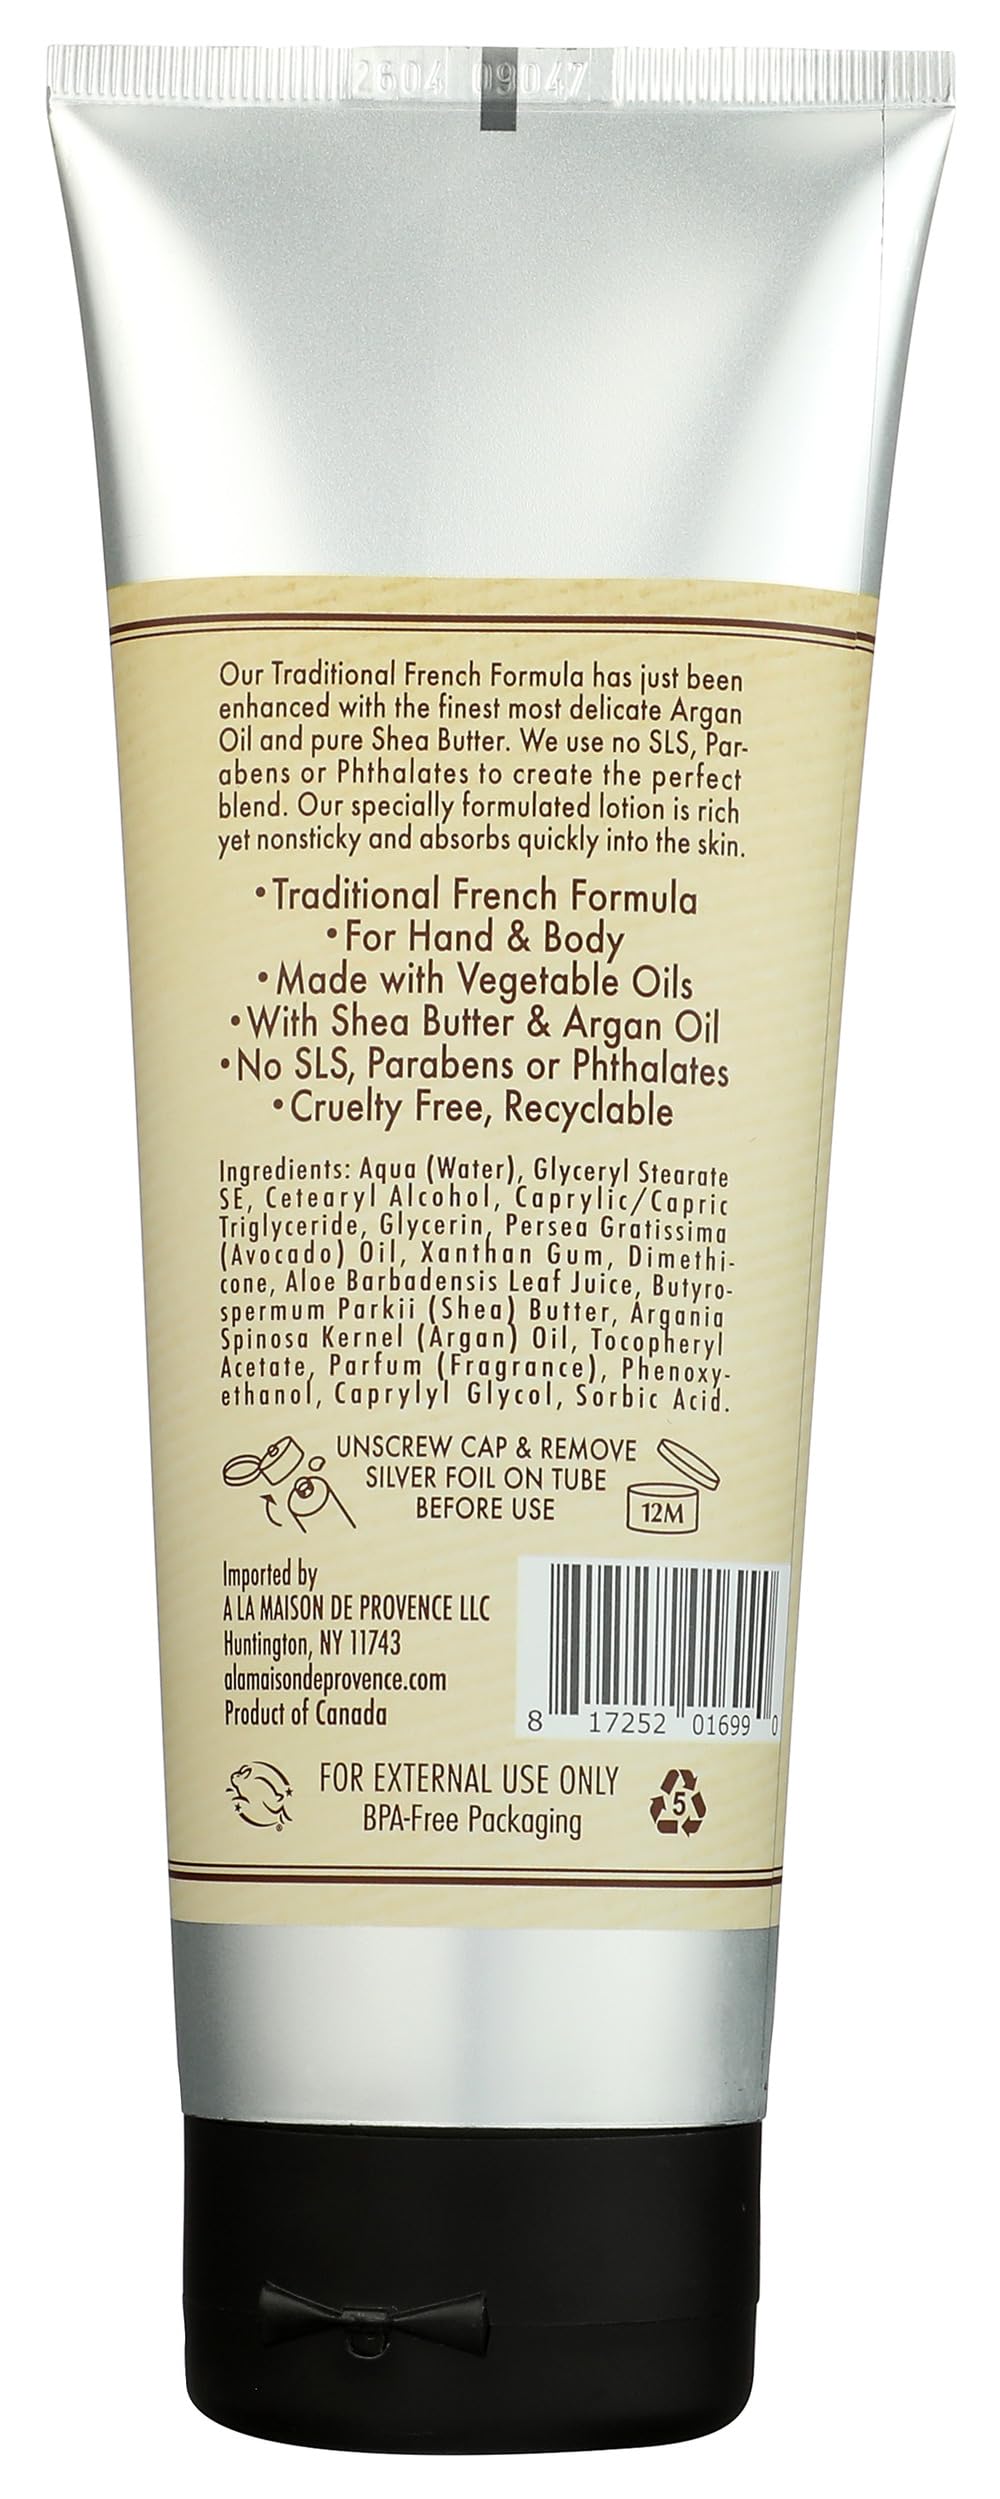 2604 09047
Our Traditional French Formula has just been
enhanced with the finest most delicate Argan
Oil and pure Shea Butter. We use no SLS, Par-
abens or Phthalates to create the perfect
blend. Our specially formulated lotion is rich
yet nonsticky and absorbs quickly into the skin.
•Traditional French Formula
•For Hand & Body
•Made with Vegetable Oils
•With Shea Butter & Argan Oil
•No SLS, Parabens or Phthalates
•Cruelty Free, Recyclable
Ingredients: Aqua (Water), Glyceryl Stearate
SE, Cetearyl Alcohol, Caprylic/Capric
Triglyceride, Glycerin, Persea Gratissima
(Avocado) Oil, Xanthan Gum, Dimethi-
cone, Aloe Barbadensis Leaf Juice, Butyro-
spermum Parkii (Shea) Butter, Argania
Spinosa Kernel (Argan) Oil, Tocopheryl
Acetate, Parfum (Fragrance), Phenoxy-
ethanol, Caprylyl Glycol, Sorbic Acid.
UNSCREW CAP & REMOVE
SILVER FOIL ON TUBE
BEFORE USE
12M
Imported by
A LA MAISON DE PROVENCE LLC
Huntington, NY 11743
alamaisondeprovence.com
Product of Canada
8 17252 01699 0
FOR EXTERNAL USE ONLY
BPA-Free Packaging
®
5